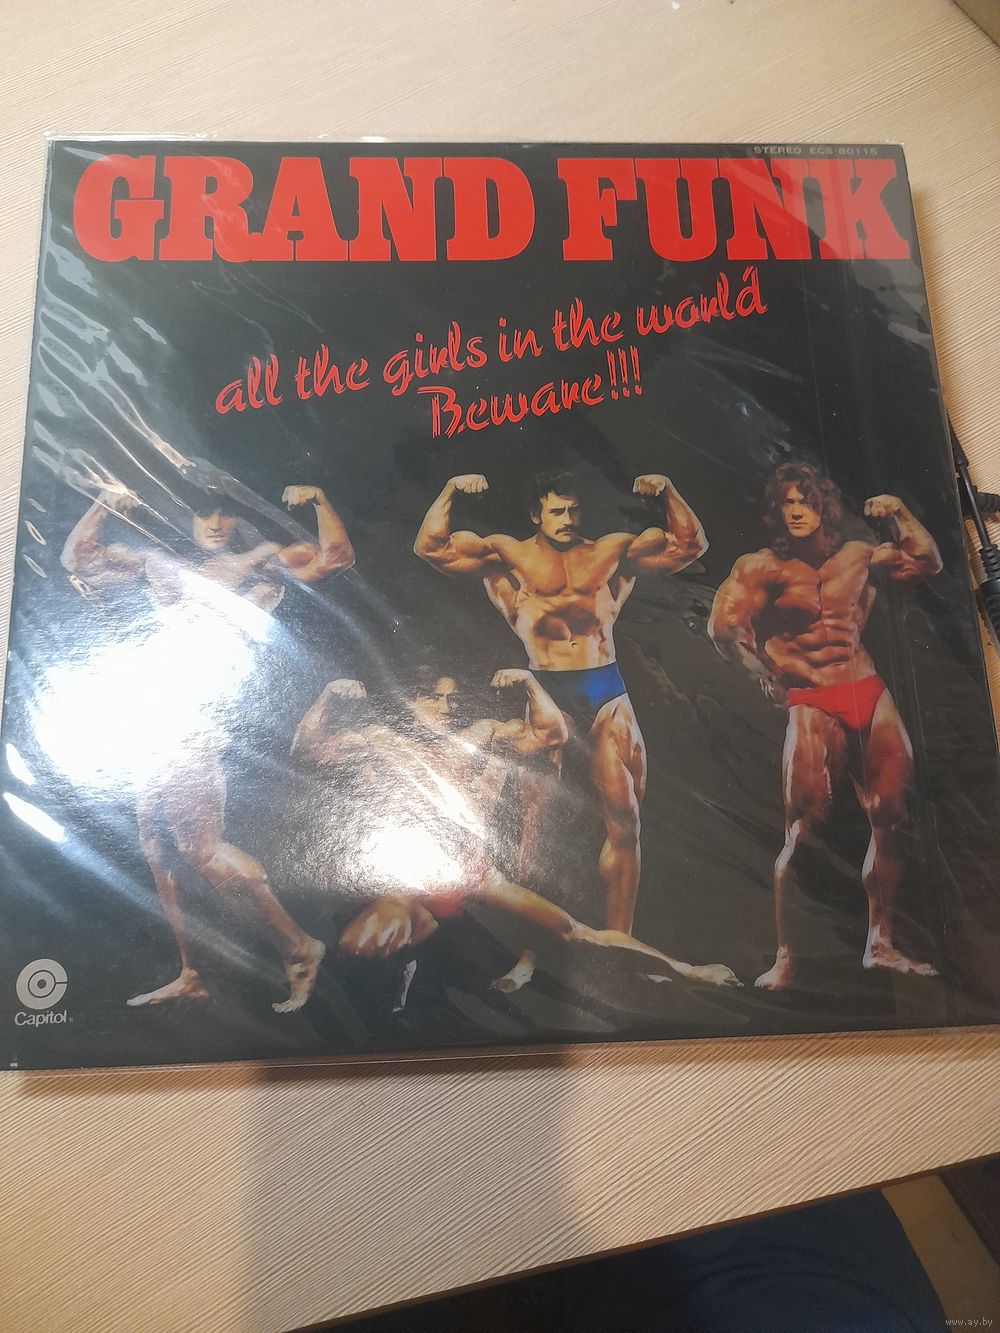 STEREO ECS-80115
GRAND FUNK
all the girls in the world
Beware!!!
Capitol
www.ay.by